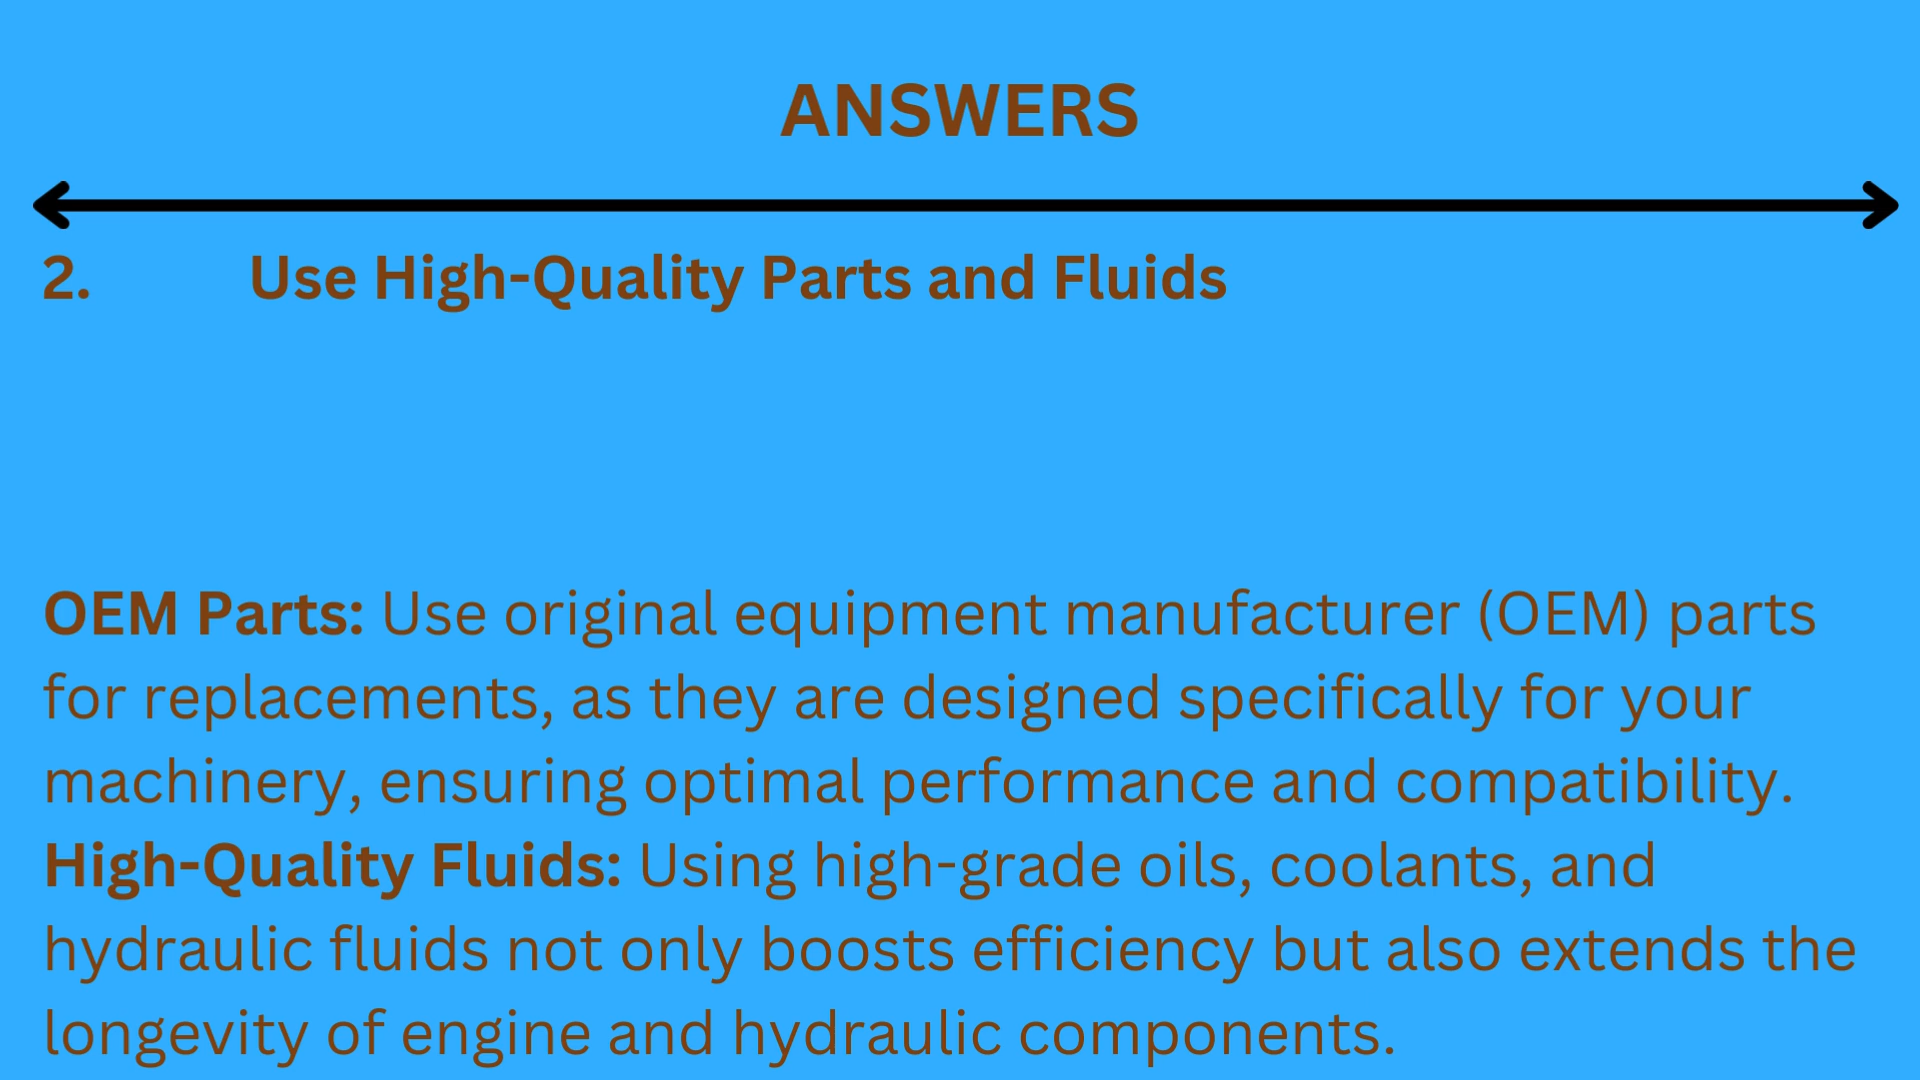 ANSWERS
2. Use High-Quality Parts and Fluids
OEM Parts: Use original equipment manufacturer (OEM) parts
for replacements, as they are designed specifically for your
machinery, ensuring optimal performance and compatibility.
High-Quality Fluids: Using high-grade oils, coolants, and
hydraulic fluids not only boosts efficiency but also extends the
longevity of engine and hydraulic components.